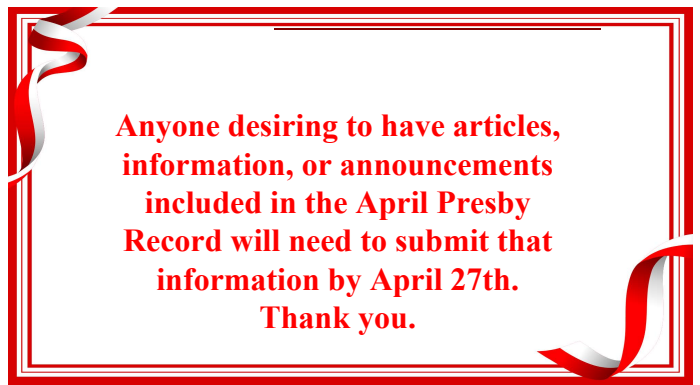 Anyone desiring to have articles,
information, or announcements
included in the April Presby
Record will need to submit that
information by April 27th.
Thank you.